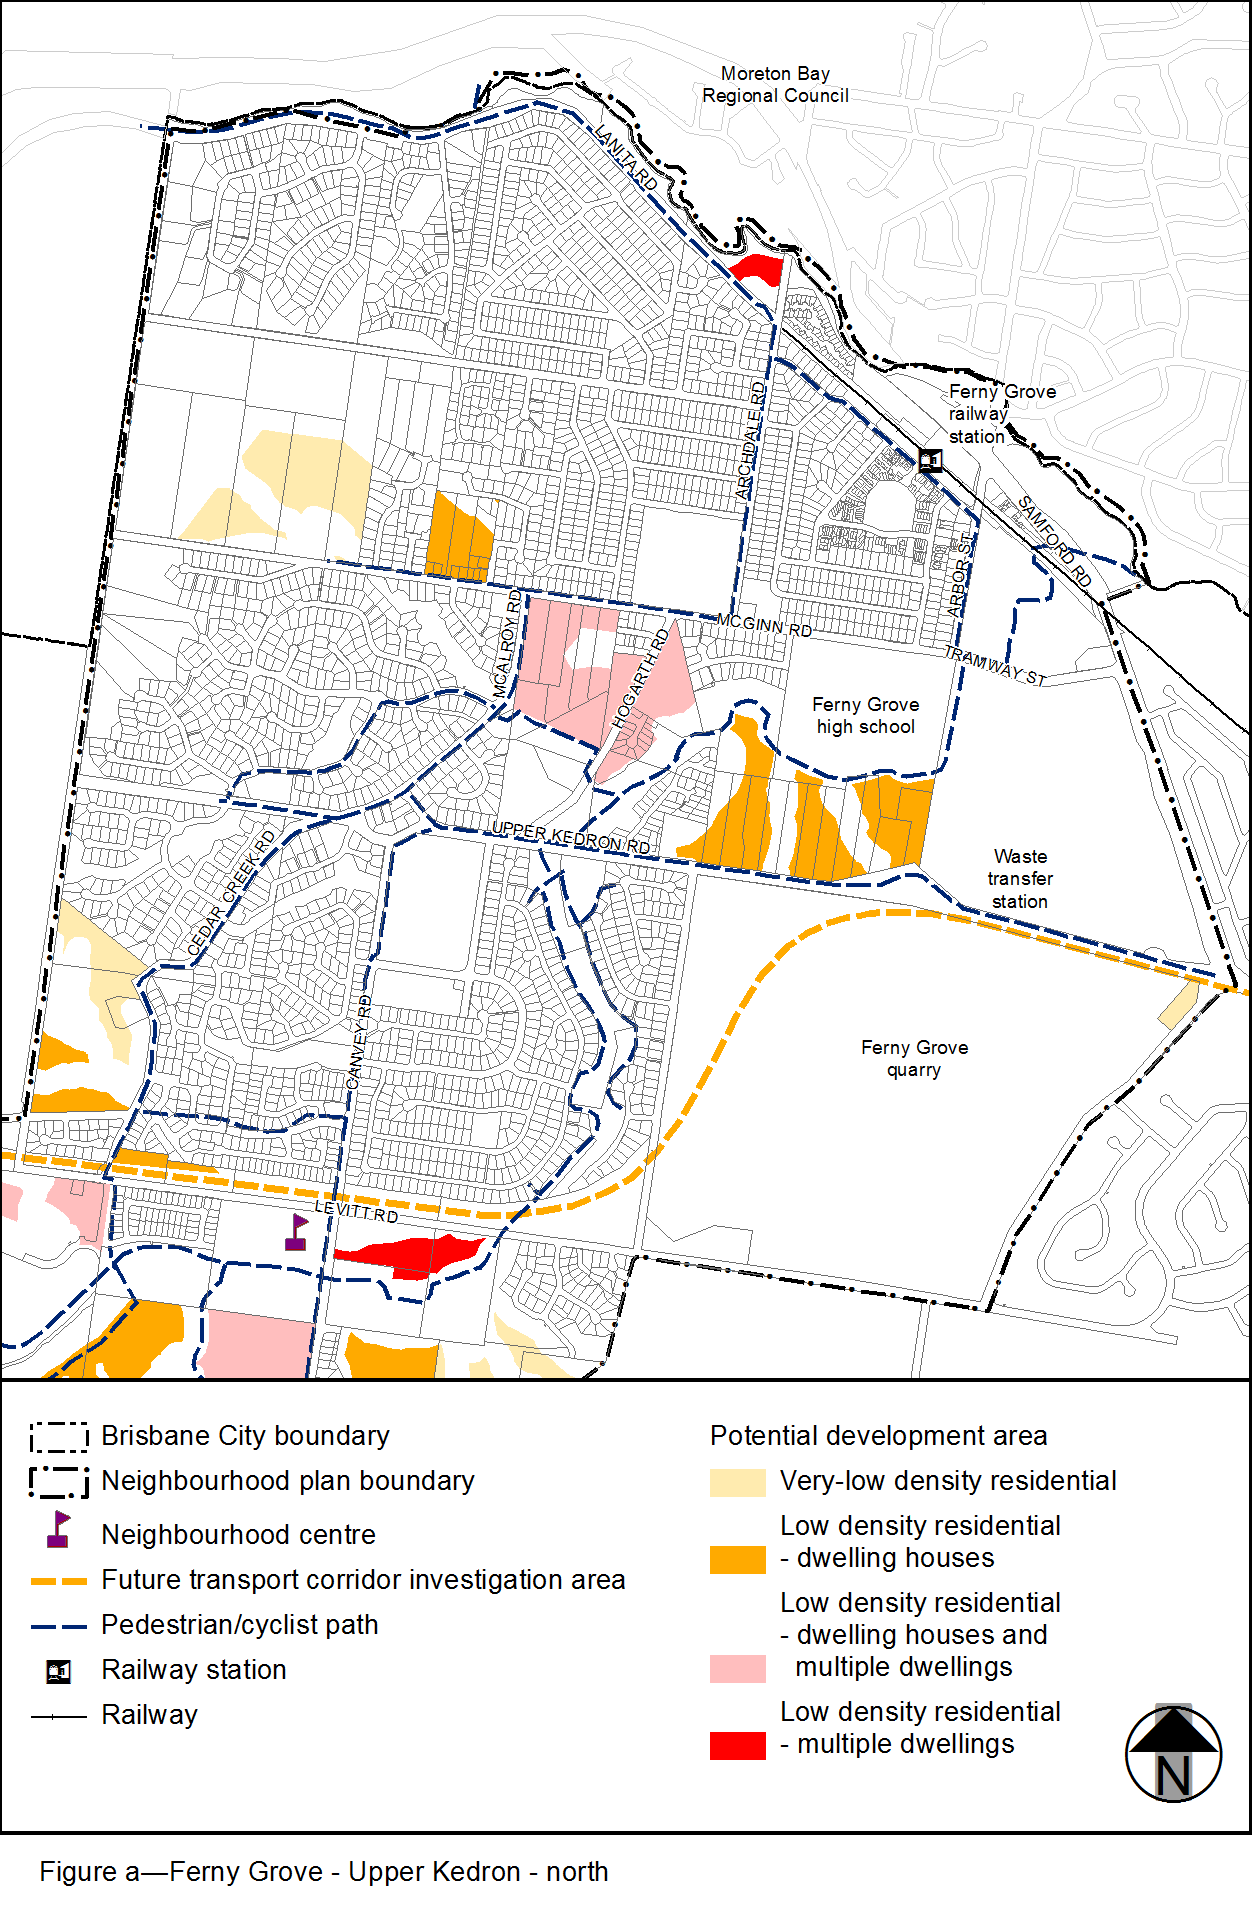 Moreton Bay
Regional Council
LANITA RD
Ferny Grove
railway
station
ARCHDALE RD
SAMFORD RD
ARBOR ST
MCALROY RD
MCGINN RD
HOGARTH RD
TRAMWAY ST
Ferny Grove
high school
UPPER KEDRON RD
CEDAR CREEK RD
Waste
transfer
station
CANVEY RD
Ferny Grove
quarry
LEVITT RD
Brisbane City boundary
Neighbourhood plan boundary
Neighbourhood centre
Future transport corridor investigation area
Pedestrian/cyclist path
Railway station
Railway
Potential development area
Very-low density residential
Low density residential
- dwelling houses
Low density residential
- dwelling houses and
multiple dwellings
Low density residential
- multiple dwellings
N
Figure a—Ferny Grove - Upper Kedron - north